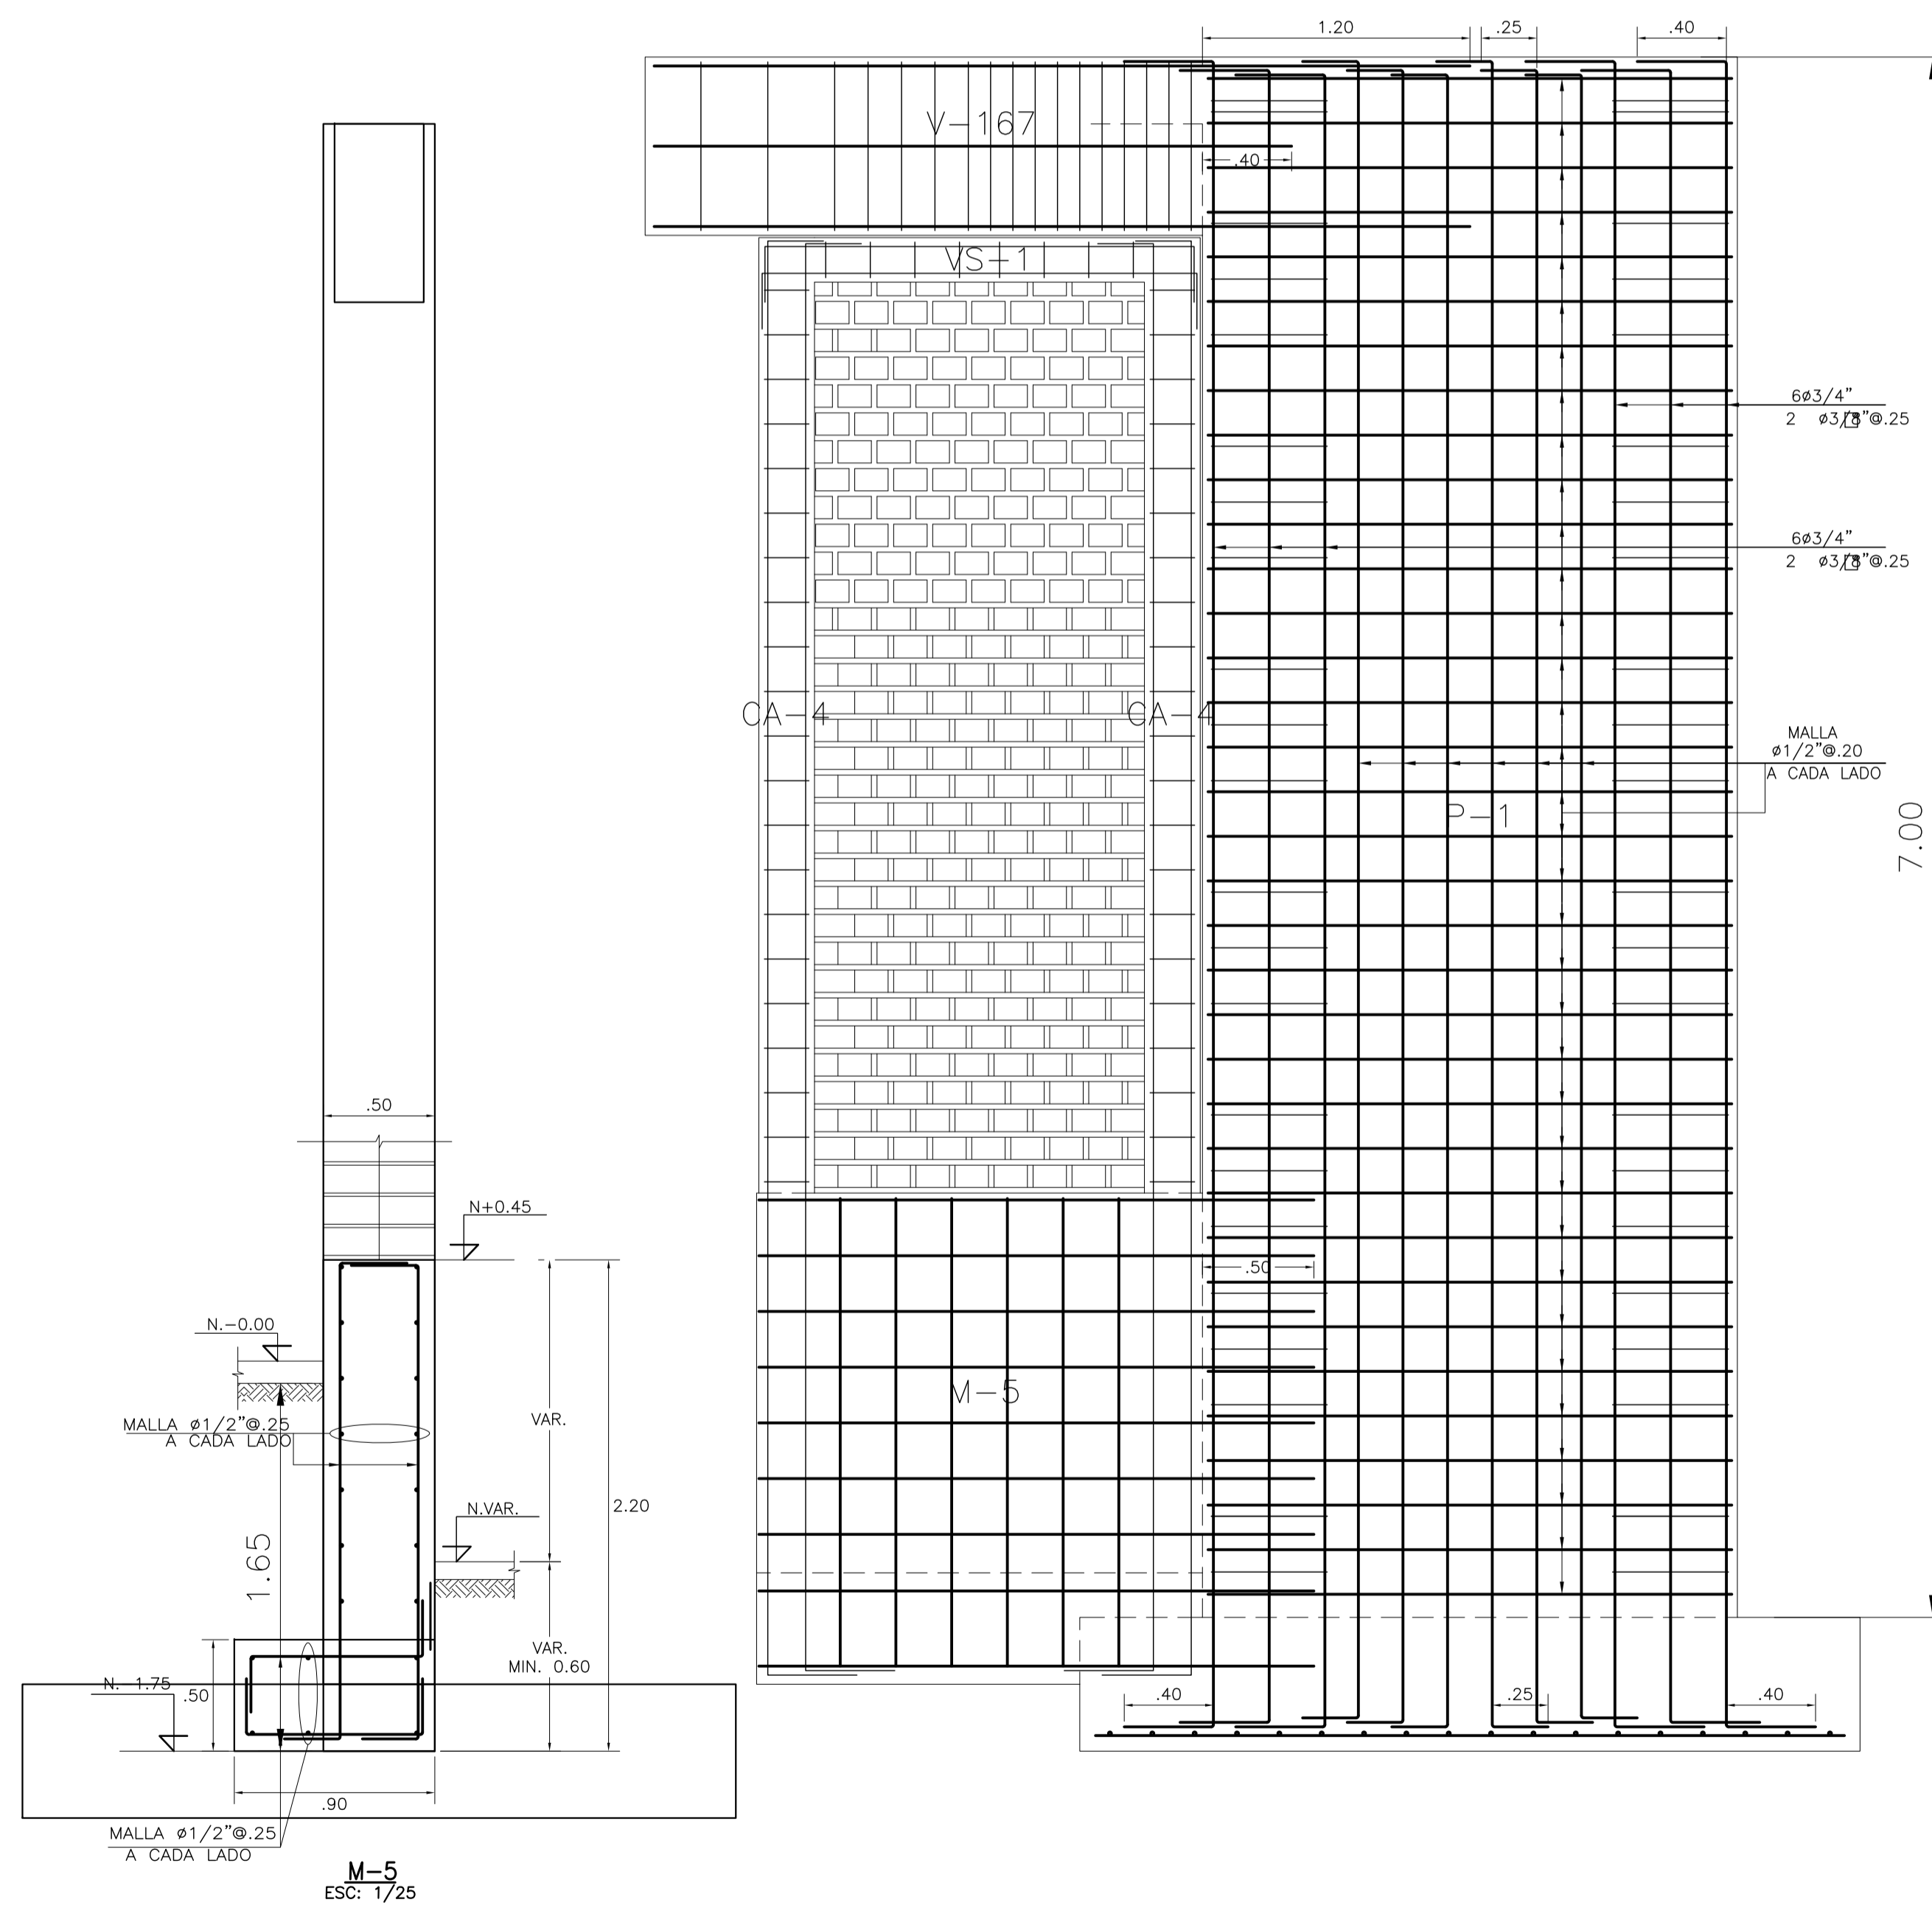 1.20
.25
.40
V-167
.40
VS-1
6ø3/4"
2 ø3/8"@.25
6ø3/4"
2 ø3/8"@.25
CA-4
CA-4
MALLA
ø1/2"@.20
A CADA LADO
P-1
7.00
.50
N+0.45
.50
N.-0.00
M-5
MALLA ø1/2"@.25
A CADA LADO
VAR.
N.VAR.
2.20
1.65
VAR.
MIN. 0.60
N.-1.75
.50
.40
.25
.40
.90
MALLA ø1/2"@.25
A CADA LADO
M-5
ESC: 1/25